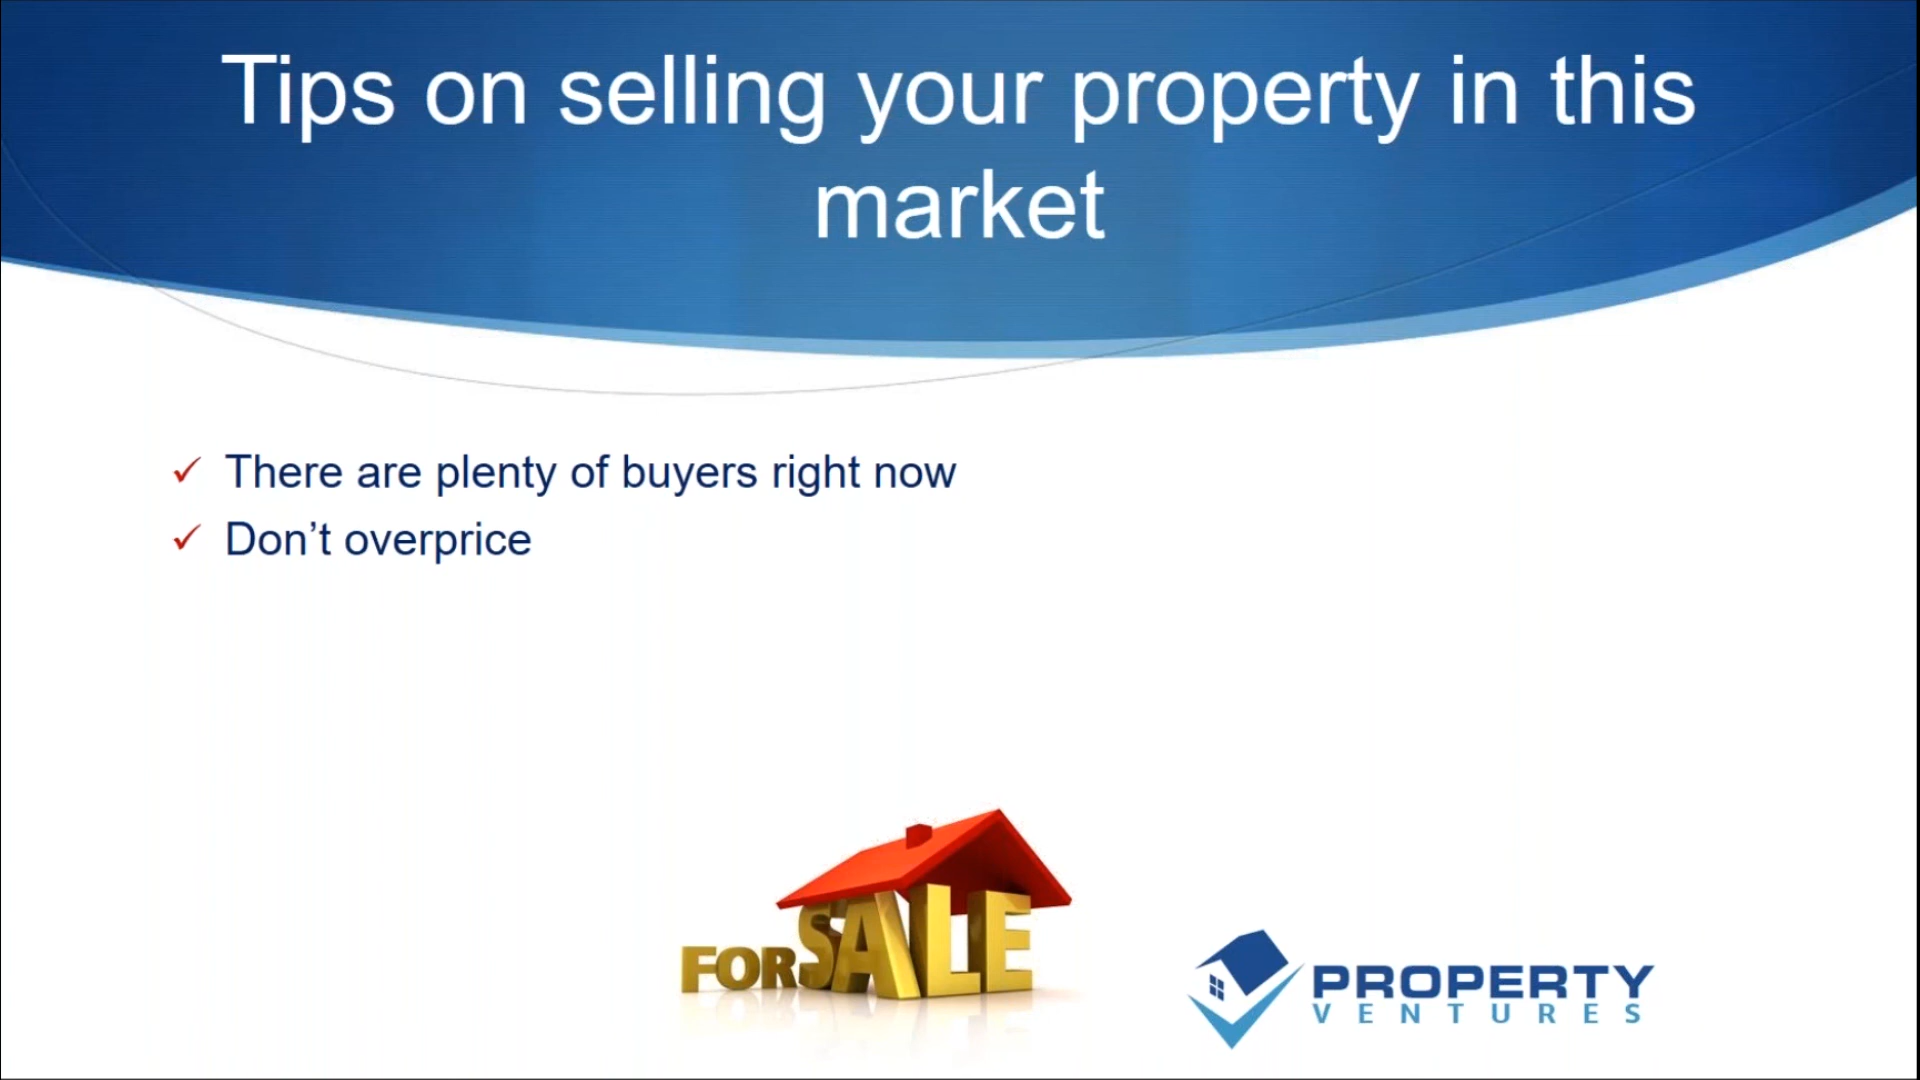 Tips on selling your property in this
market
There are plenty of buyers right now
Don’t overprice
FOR SALE
PROPERTY
VENTURES